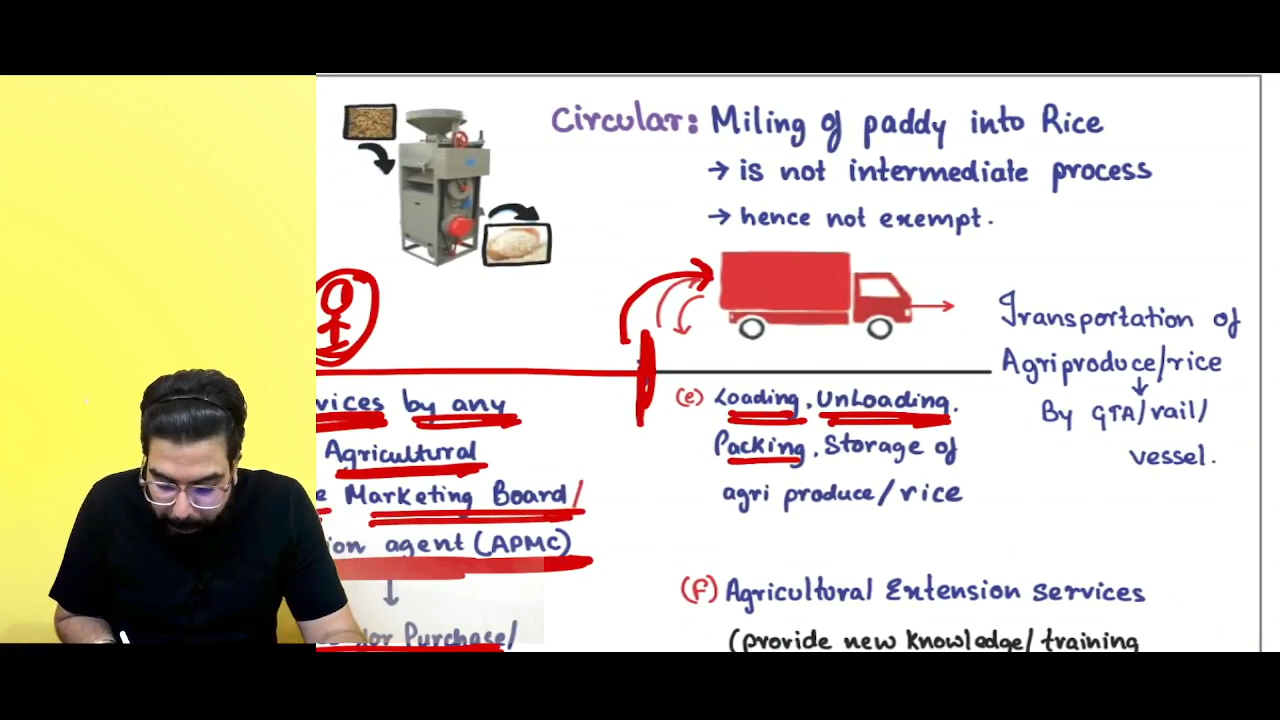 Circular: Miling of paddy into Rice
→ is not intermediate process
→ hence not exempt.
Transportation of
Agriproduce/rice
↓
By GTA/rail/
vessel.
vices by any
Agricultural
e Marketing Board/
ion agent (APMC)
↓
Purchase/
(e) Loading, UnLoading,
Packing, Storage of
agri produce/rice
(f) Agricultural Extension services
(provide new knowledge/training